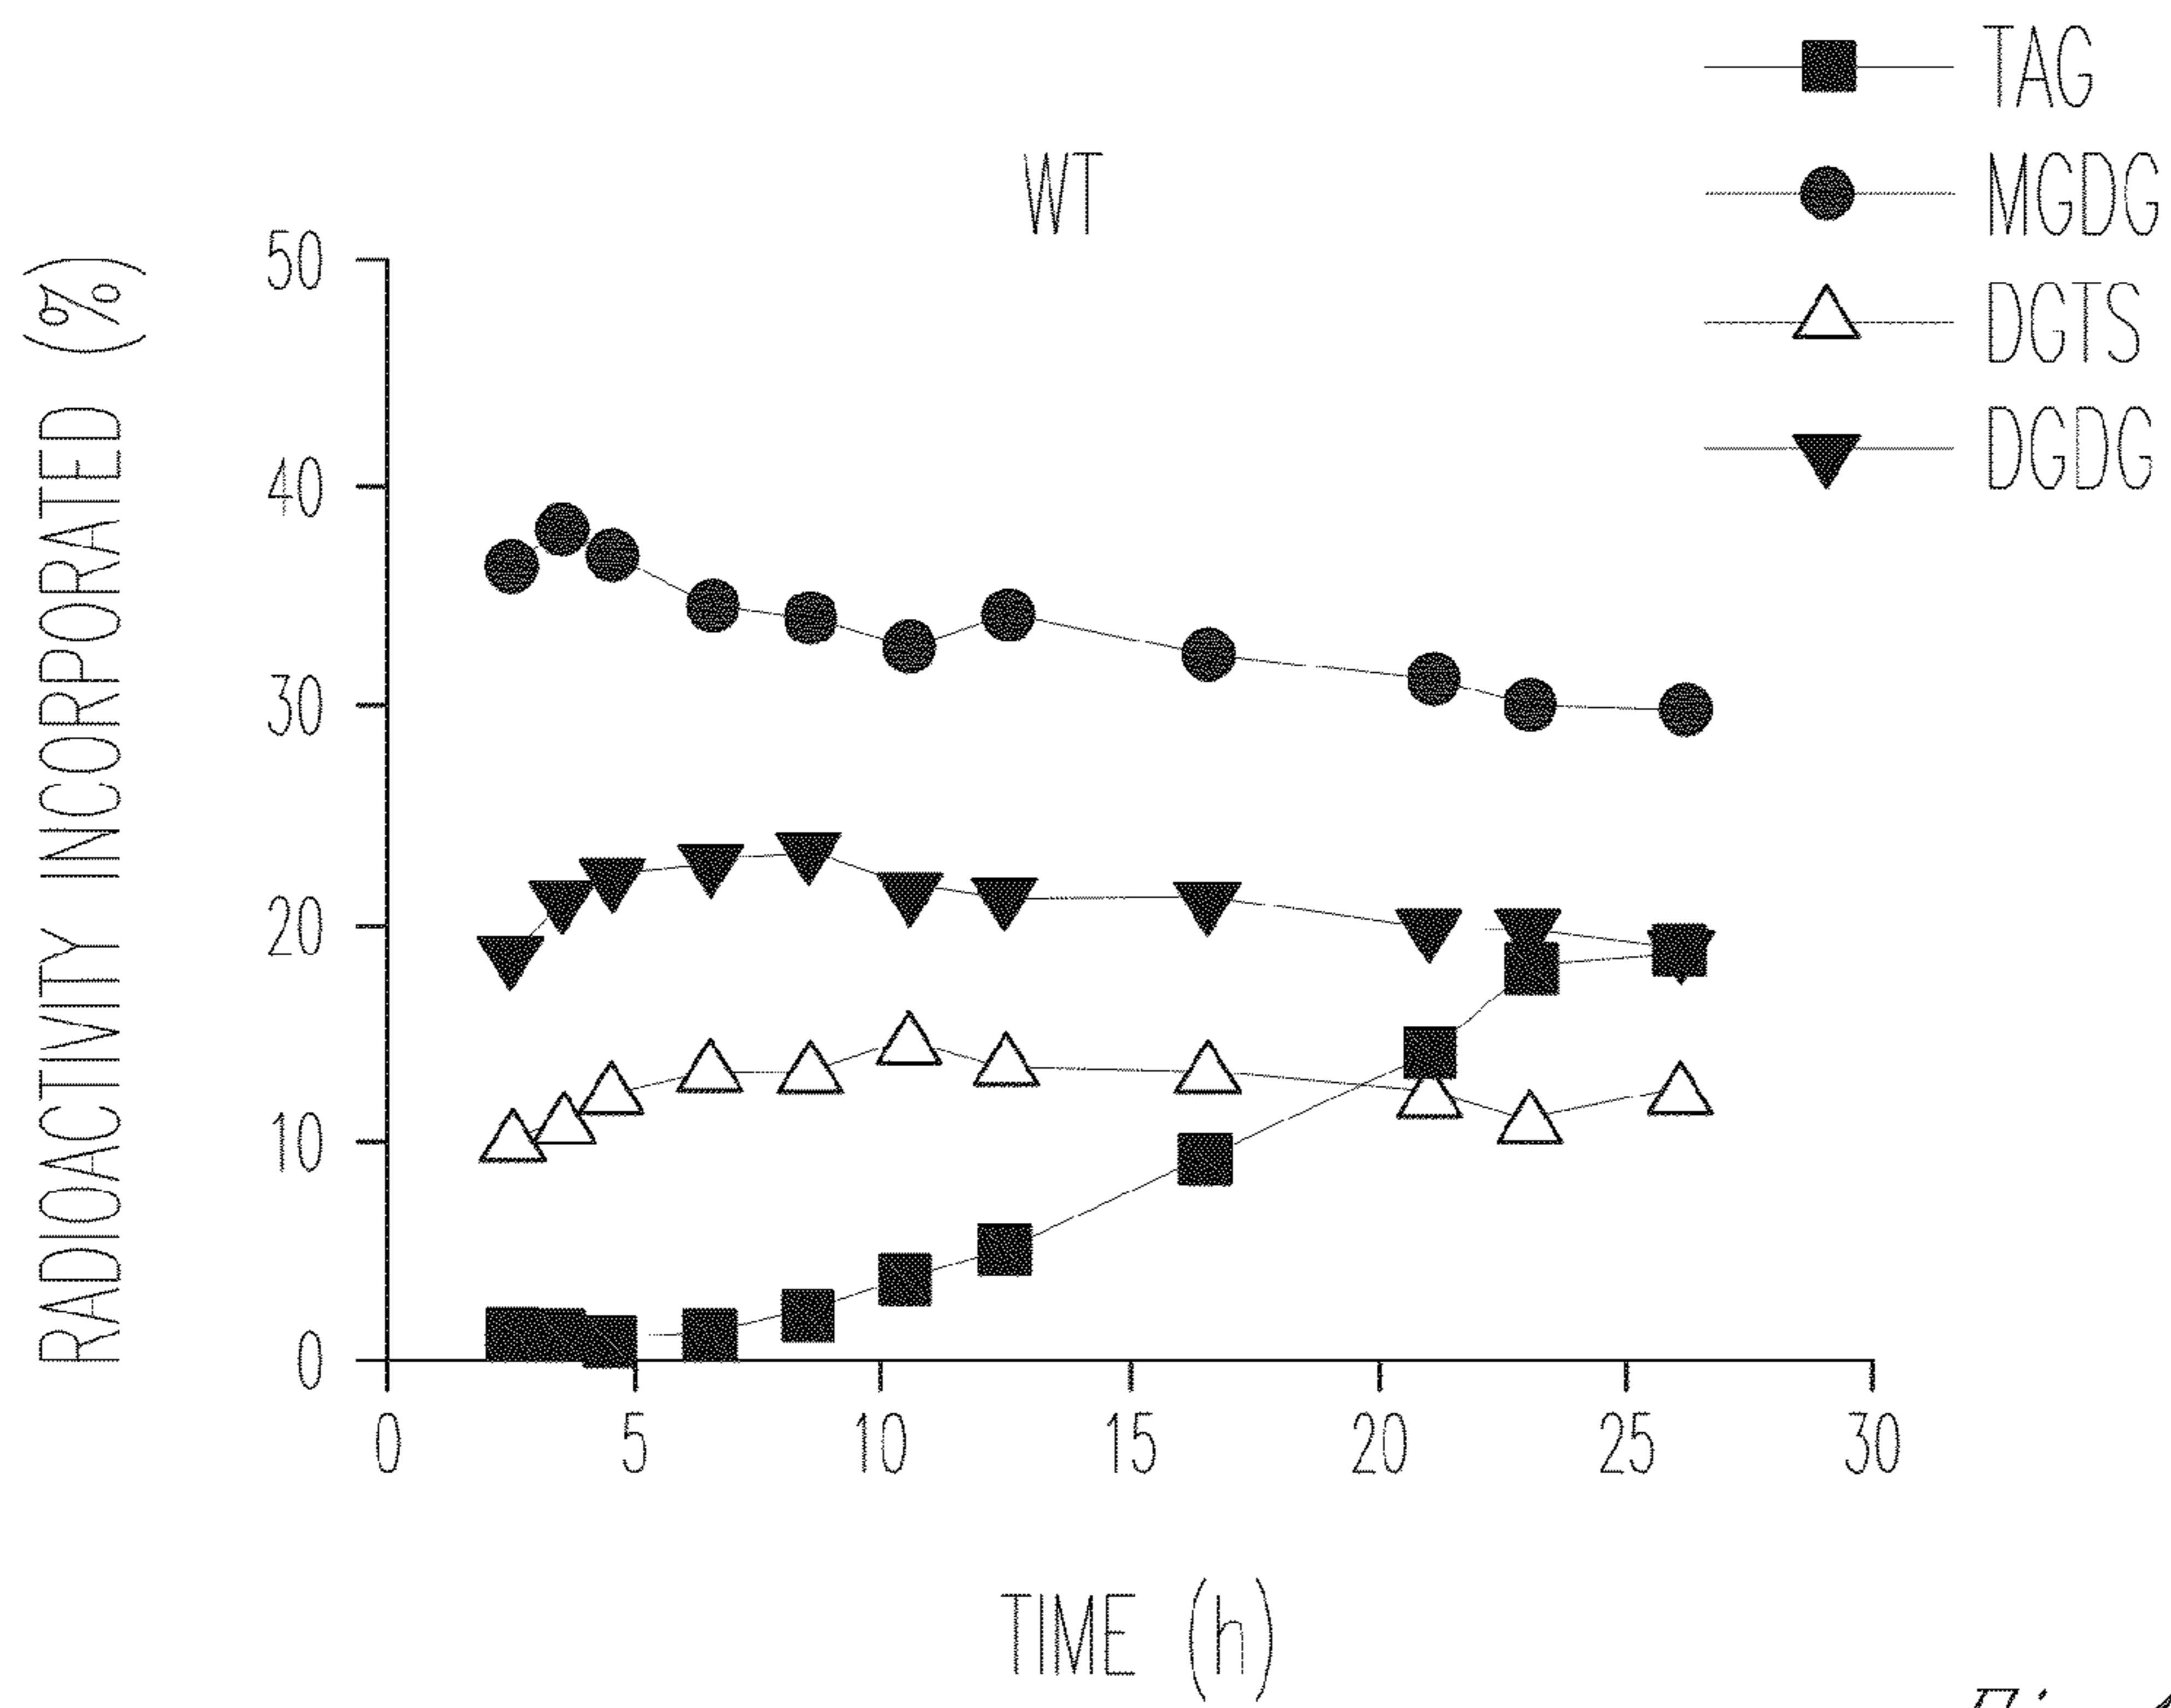 TAG
MGDG
DGTS
DGDG
WT
RADIOACTIVITY INCORPORATED (%)
50
40
30
20
10
0
0 5 10 15 20 25 30
TIME (h)